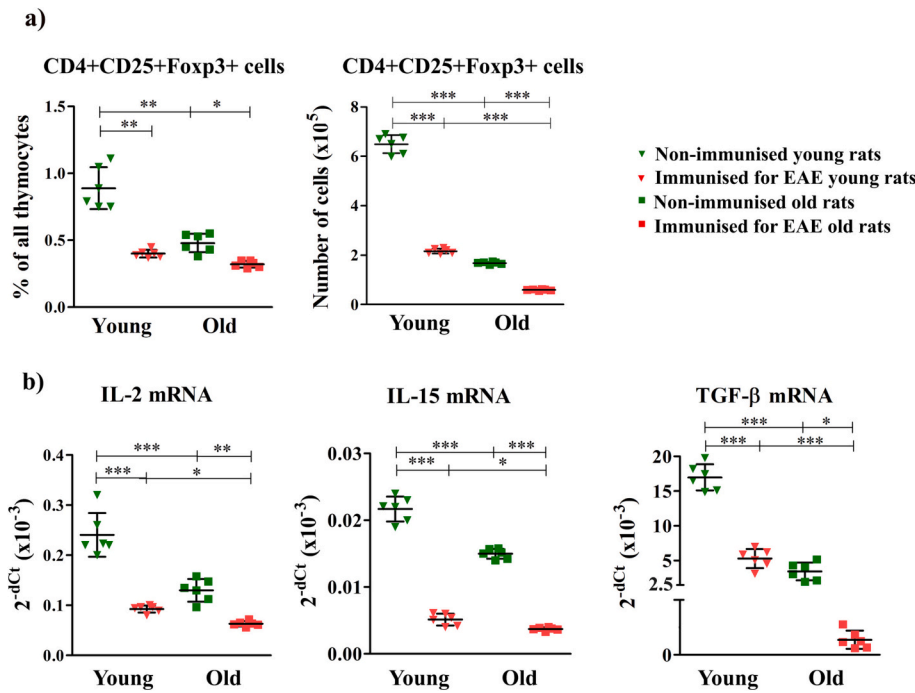 a)
CD4+CD25+Foxp3+ cells
% of all thymocytes
1.5
1.0
0.5
0.0
**
*
**
Young
Old
CD4+CD25+Foxp3+ cells
Number of cells (x10⁵)
8
6
4
2
0
***
***
***
***
Young
Old
Non-immunised young rats
Immunised for EAE young rats
Non-immunised old rats
Immunised for EAE old rats
b)
IL-2 mRNA
2⁻ᵈᶜᵗ (x10⁻³)
0.4
0.3
0.2
0.1
0.0
***
**
***
*
Young
Old
IL-15 mRNA
2⁻ᵈᶜᵗ (x10⁻³)
0.03
0.02
0.01
0.00
***
***
***
*
Young
Old
TGF-β mRNA
2⁻ᵈᶜᵗ (x10⁻³)
20
15
10
5
2.5
0
***
*
***
***
Young
Old